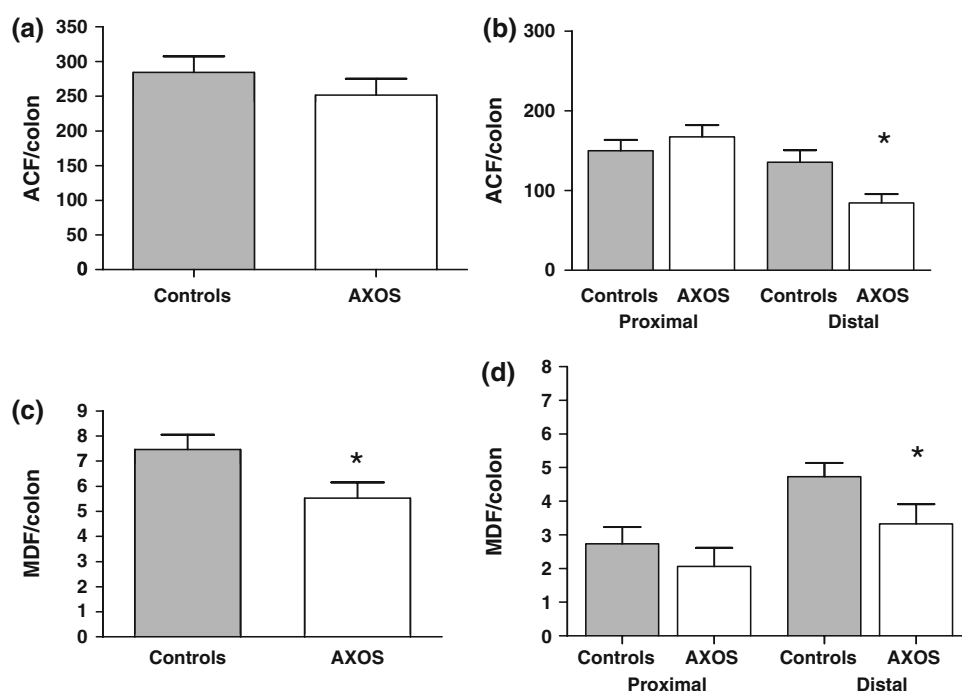 (a)
ACF/colon
350
300
250
200
150
100
50
0
Controls AXOS
(b)
ACF/colon
300
200
100
0
*
Controls AXOS Controls AXOS
Proximal Distal
(c)
MDF/colon
9
8
7
6
5
4
3
2
1
0
*
Controls AXOS
(d)
MDF/colon
8
7
6
5
4
3
2
1
0
*
Controls AXOS Controls AXOS
Proximal Distal